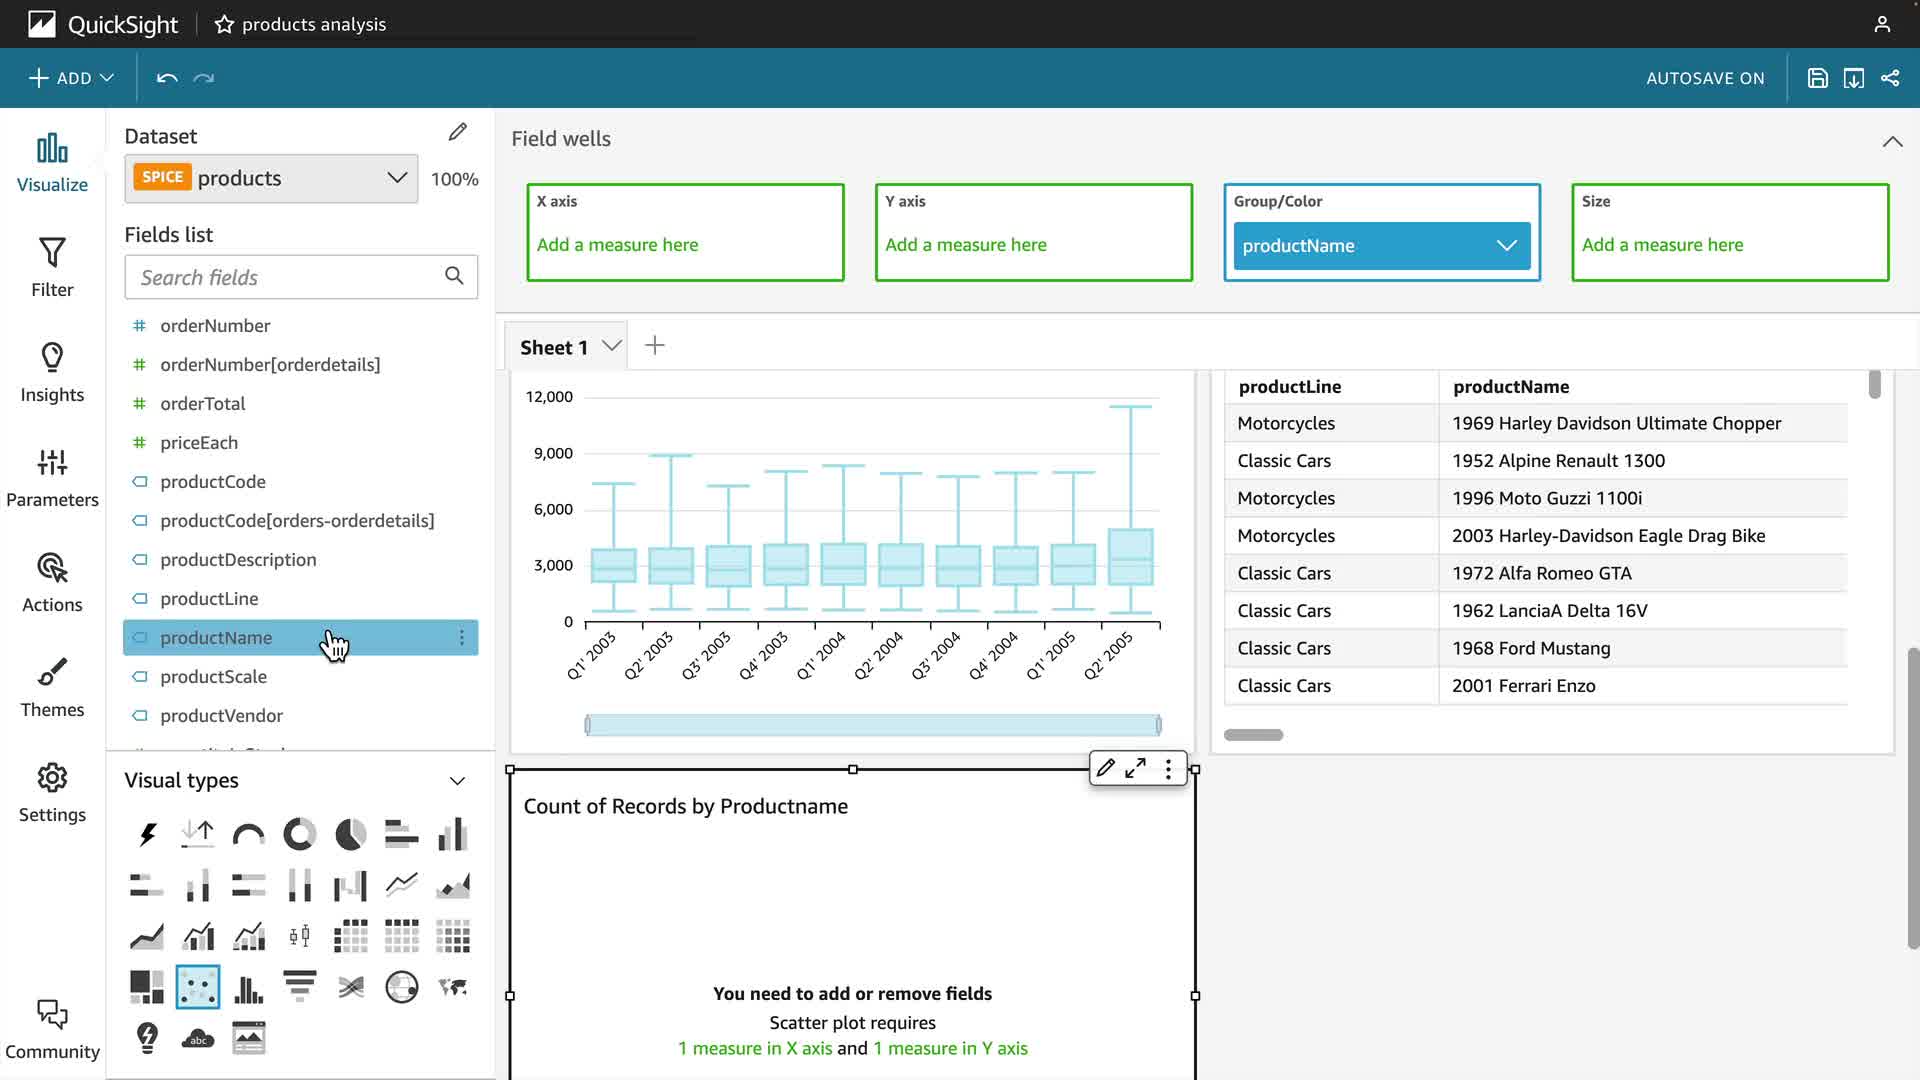 QuickSight
products analysis
ADD
AUTOSAVE ON
Visualize
Filter
Insights
Parameters
Actions
Themes
Settings
Community
Dataset
SPICE products
100%
Fields list
Search fields
# orderNumber
# orderNumber[orderdetails]
# orderTotal
# priceEach
productCode
productCode[orders-orderdetails]
productDescription
productLine
productName
productScale
productVendor
Visual types
abc
Field wells
X axis
Add a measure here
Y axis
Add a measure here
Group/Color
productName
Size
Add a measure here
Sheet 1
12,000
9,000
6,000
3,000
0
Q1' 2003
Q2' 2003
Q3' 2003
Q4' 2003
Q1' 2004
Q2' 2004
Q3' 2004
Q4' 2004
Q1' 2005
Q2' 2005
productLine productName
Motorcycles 1969 Harley Davidson Ultimate Chopper
Classic Cars 1952 Alpine Renault 1300
Motorcycles 1996 Moto Guzzi 1100i
Motorcycles 2003 Harley-Davidson Eagle Drag Bike
Classic Cars 1972 Alfa Romeo GTA
Classic Cars 1962 LanciaA Delta 16V
Classic Cars 1968 Ford Mustang
Classic Cars 2001 Ferrari Enzo
Count of Records by Productname
You need to add or remove fields
Scatter plot requires
1 measure in X axis and 1 measure in Y axis